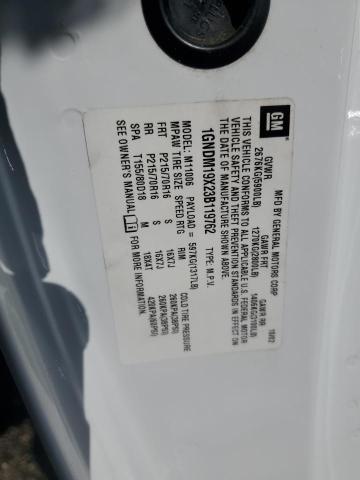 GM
MFD BY GENERAL MOTORS CORP 10/02
GVWR GAWR FRT GAWR RR
2676KG(5900LB) 1270KG(2800LB) 1406KG(3100LB)
THIS VEHICLE CONFORMS TO ALL APPLICABLE U.S. FEDERAL MOTOR
VEHICLE SAFETY AND THEFT PREVENTION STANDARDS IN EFFECT ON
THE DATE OF MANUFACTURE SHOWN ABOVE.
1GNDM19X23B119762 TYPE: M.P.V.
MODEL: M11006 PAYLOAD = 597KG(1317LB)
MPAW TIRE SIZE SPEED RTG RIM COLD TIRE PRESSURE
FRT P215/70R16 S 16X7J 260KPA(38PSI)
RR P215/70R16 S 16X7J 260KPA(38PSI)
SPA T155/80D18 M 18X4T 420KPA(60PSI)
SEE OWNER'S MANUAL FOR MORE INFORMATION